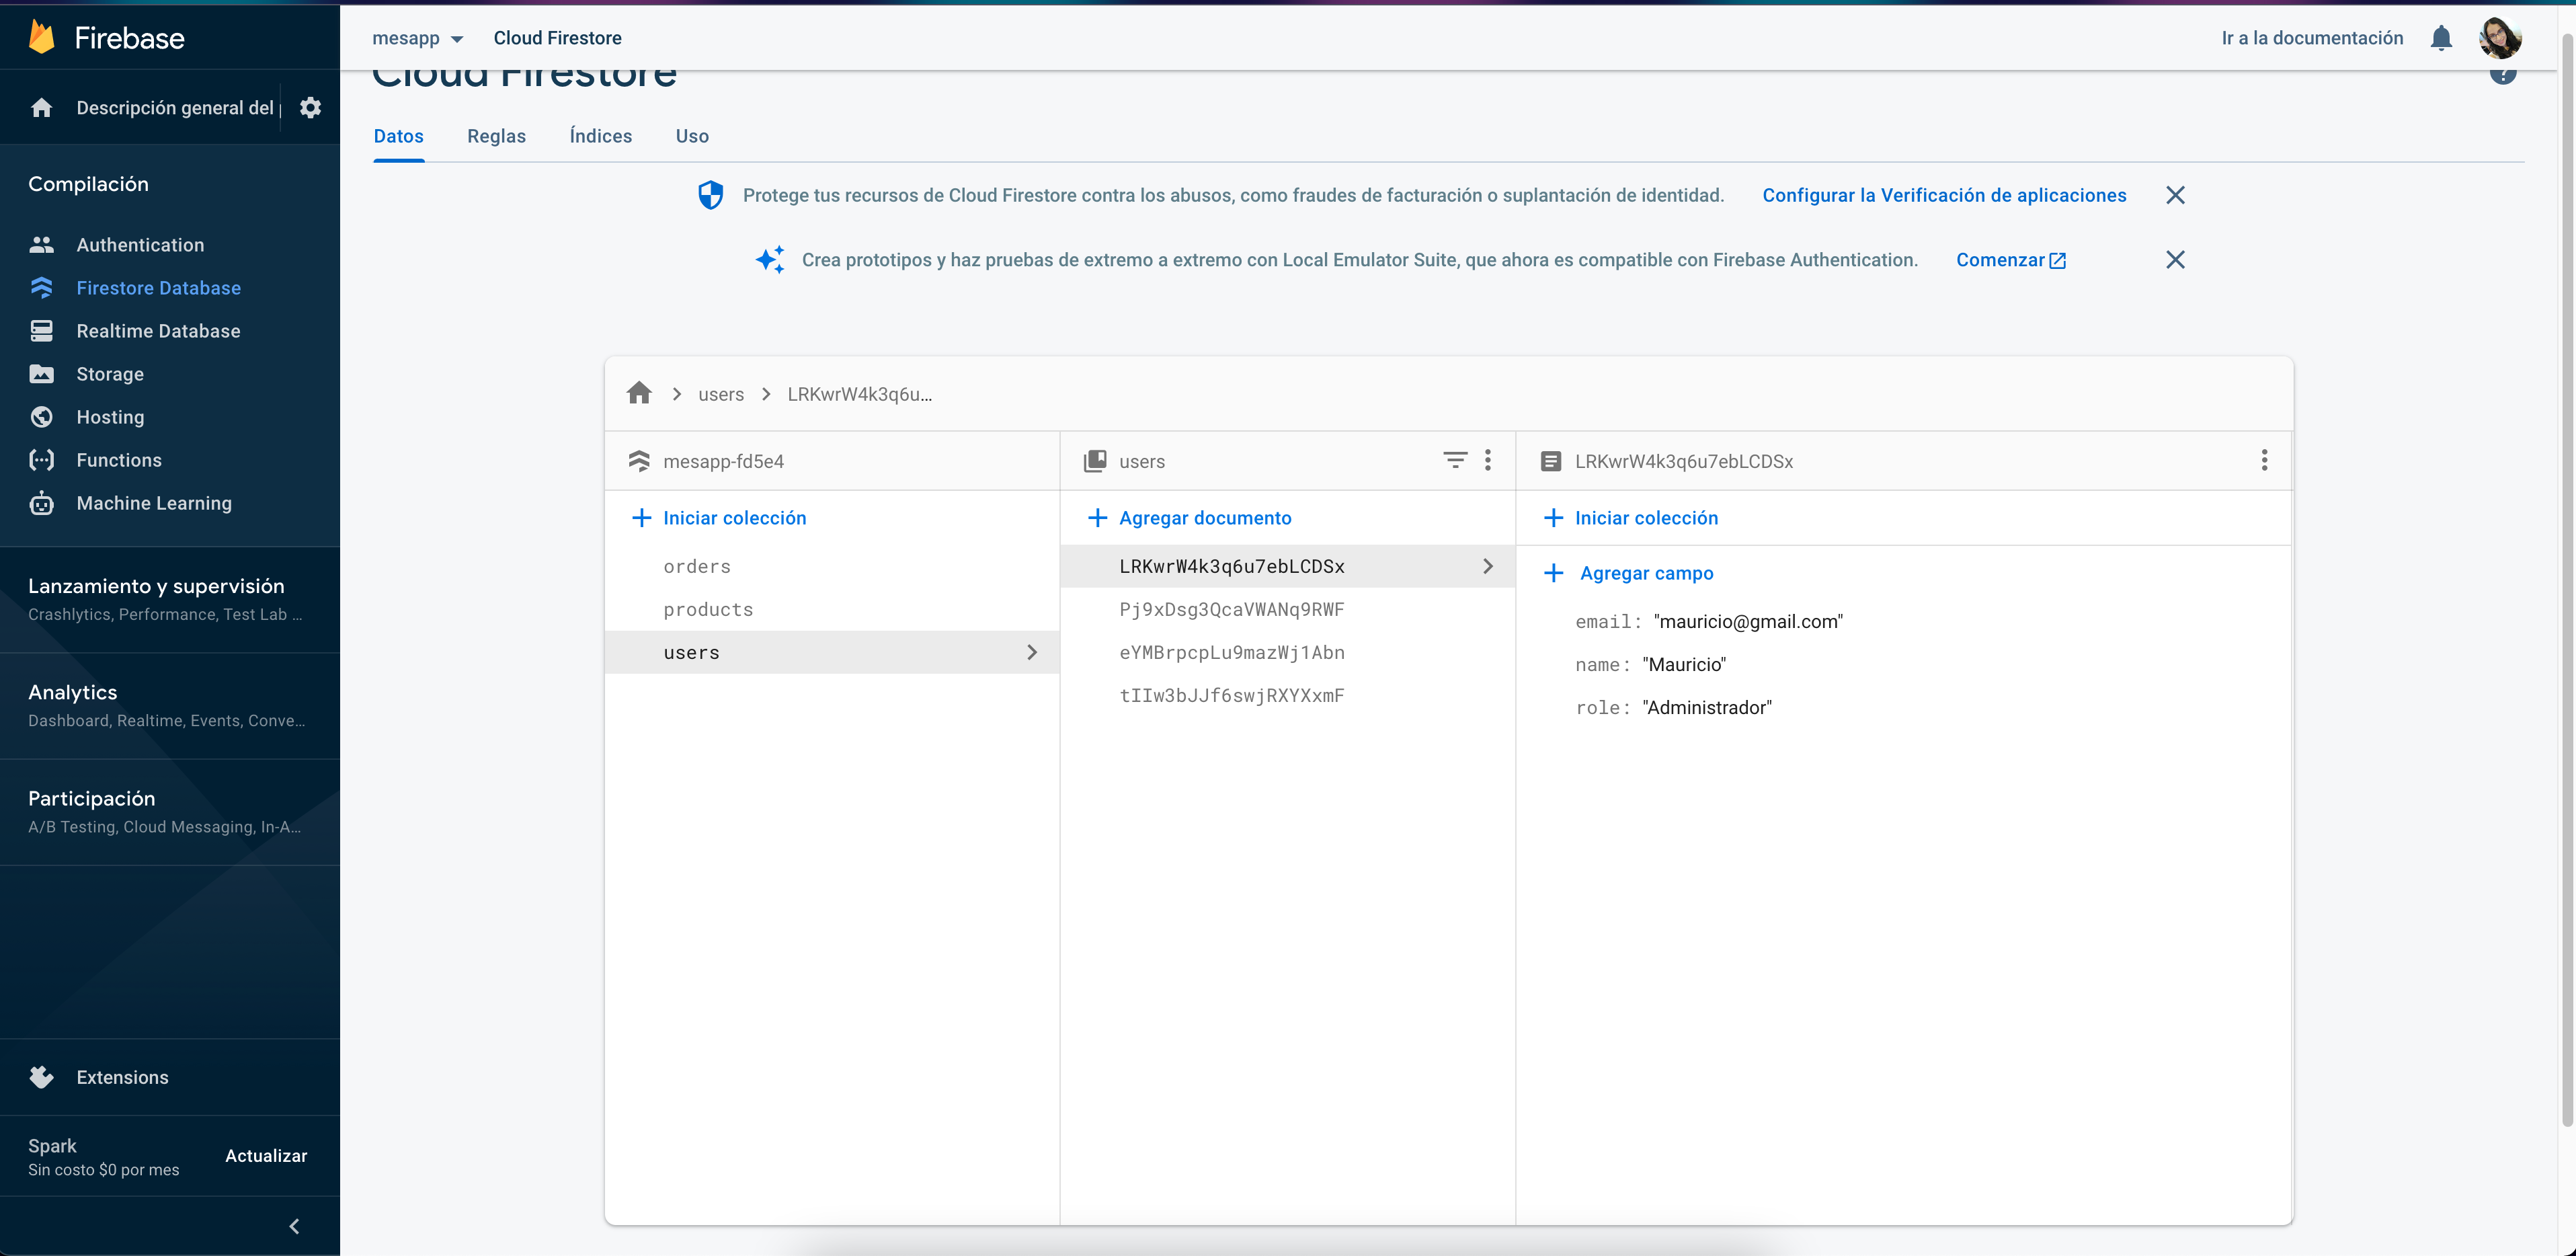 Firebase
mesapp
Cloud Firestore
Ir a la documentación
Cloud Firestore
Descripción general del
Datos
Reglas
Índices
Uso
Compilación
Authentication
Firestore Database
Realtime Database
Storage
Hosting
Functions
Machine Learning
Lanzamiento y supervisión
Crashlytics, Performance, Test Lab ...
Analytics
Dashboard, Realtime, Events, Conve...
Participación
A/B Testing, Cloud Messaging, In-A...
Extensions
Spark
Sin costo $0 por mes
Actualizar
Protege tus recursos de Cloud Firestore contra los abusos, como fraudes de facturación o suplantación de identidad.
Configurar la Verificación de aplicaciones
Crea prototipos y haz pruebas de extremo a extremo con Local Emulator Suite, que ahora es compatible con Firebase Authentication.
Comenzar
users
LRKwrW4k3q6u...
mesapp-fd5e4
Iniciar colección
orders
products
users
users
Agregar documento
LRKwrW4k3q6u7ebLCDSx
Pj9xDsg3QcaVWANq9RWF
eYMBrpcpLu9mazWj1Abn
tIIw3bJJf6swjRXYXxmF
LRKwrW4k3q6u7ebLCDSx
Iniciar colección
Agregar campo
email: "mauricio@gmail.com"
name: "Mauricio"
role: "Administrador"